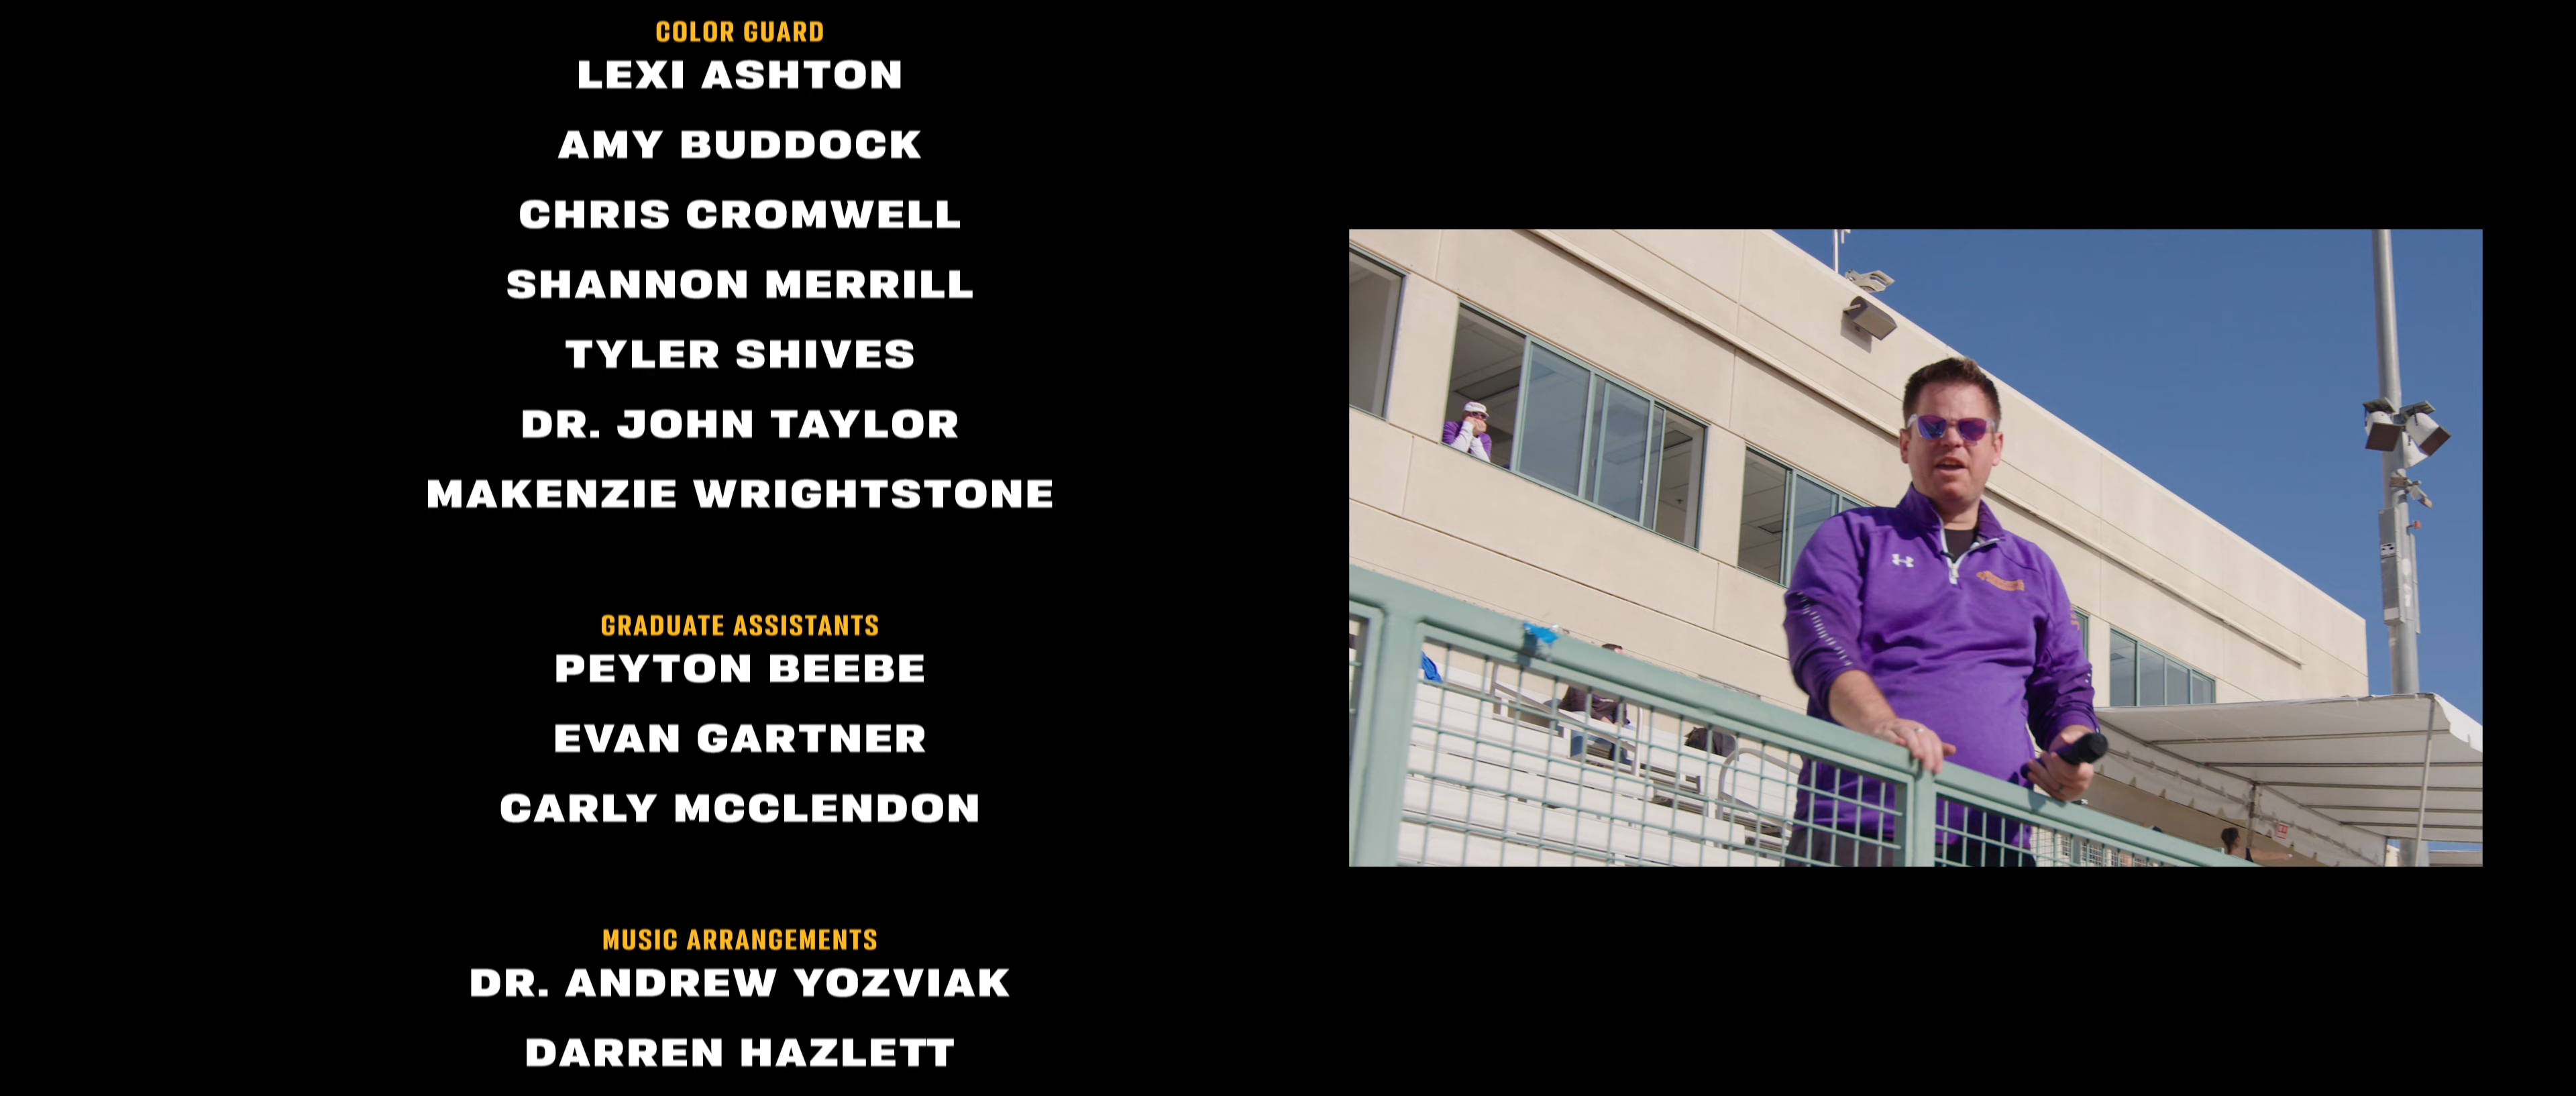 COLOR GUARD
LEXI ASHTON
AMY BUDDOCK
CHRIS CROMWELL
SHANNON MERRILL
TYLER SHIVES
DR. JOHN TAYLOR
MAKENZIE WRIGHTSTONE
GRADUATE ASSISTANTS
PEYTON BEEBE
EVAN GARTNER
CARLY MCCLENDON
MUSIC ARRANGEMENTS
DR. ANDREW YOZVIAK
DARREN HAZLETT